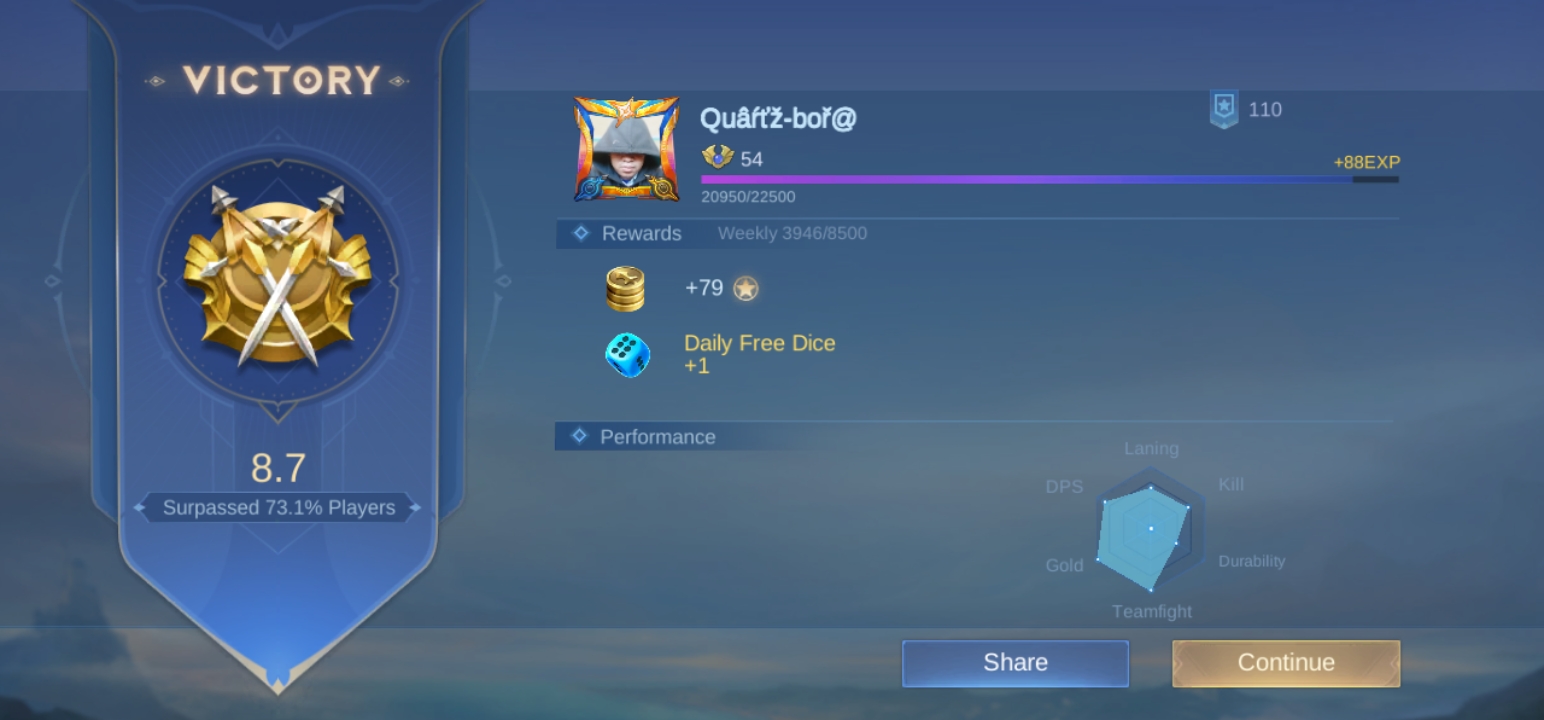 VICTORY
8.7
Surpassed 73.1% Players
Quâŕťž-boř@
110
54
+88EXP
20950/22500
Rewards
Weekly 3946/8500
+79
Daily Free Dice
+1
Performance
Laning
DPS
Kill
Gold
Durability
Teamfight
Share
Continue